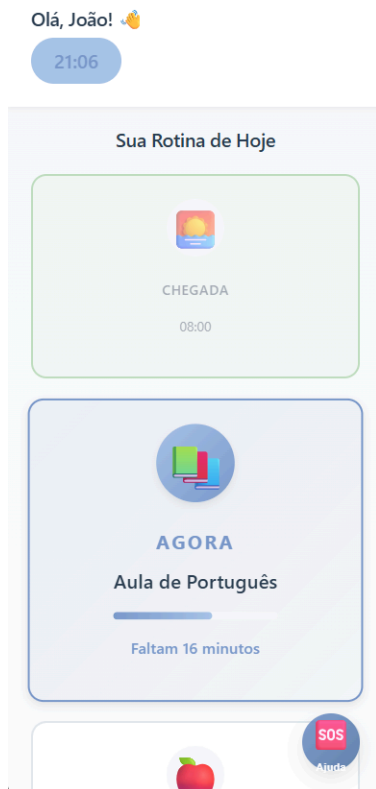 Olá, João! 👋
21:06
Sua Rotina de Hoje
CHEGADA
08:00
AGORA
Aula de Português
Faltam 16 minutos
SOS
Ajuda